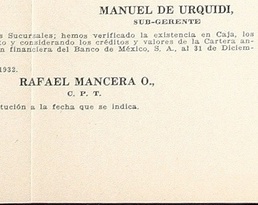 MANUEL DE URQUIDI,
SUB-GERENTE
s Sucursales; hemos verificado la existencia en Caja, los
to y considerando los créditos y valores de la Cartera an-
n financiera del Banco de México, S. A., al 31 de Diciem-
1932.
RAFAEL MANCERA O.,
C. P. T.
tución a la fecha que se indica.